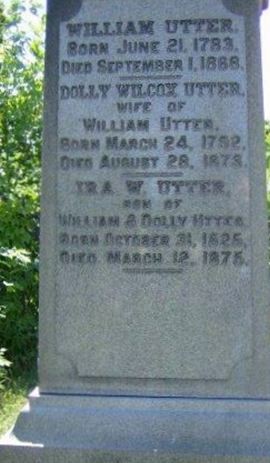 WILLIAM UTTER.
BORN JUNE 21, 1783.
DIED SEPTEMBER 1, 1868.
DOLLY WILCOX UTTER.
WIFE OF
WILLIAM UTTER.
BORN MARCH 24, 1792.
DIED AUGUST 28, 1873.
IRA W. UTTER.
SON OF
WILLIAM & DOLLY UTTER
BORN OCTOBER 31, 1825.
DIED. MARCH. 12, 1875.